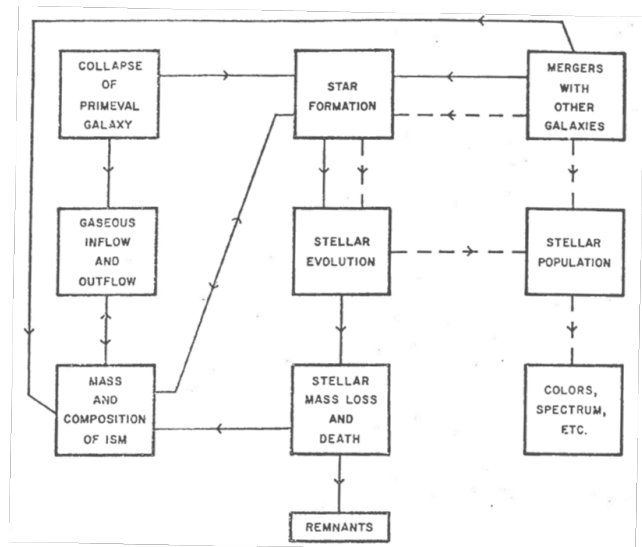 COLLAPSE
OF
PRIMEVAL
GALAXY
STAR
FORMATION
MERGERS
WITH
OTHER
GALAXIES
GASEOUS
INFLOW
AND
OUTFLOW
STELLAR
EVOLUTION
STELLAR
POPULATION
MASS
AND
COMPOSITION
OF ISM
STELLAR
MASS LOSS
AND
DEATH
COLORS,
SPECTRUM,
ETC.
REMNANTS